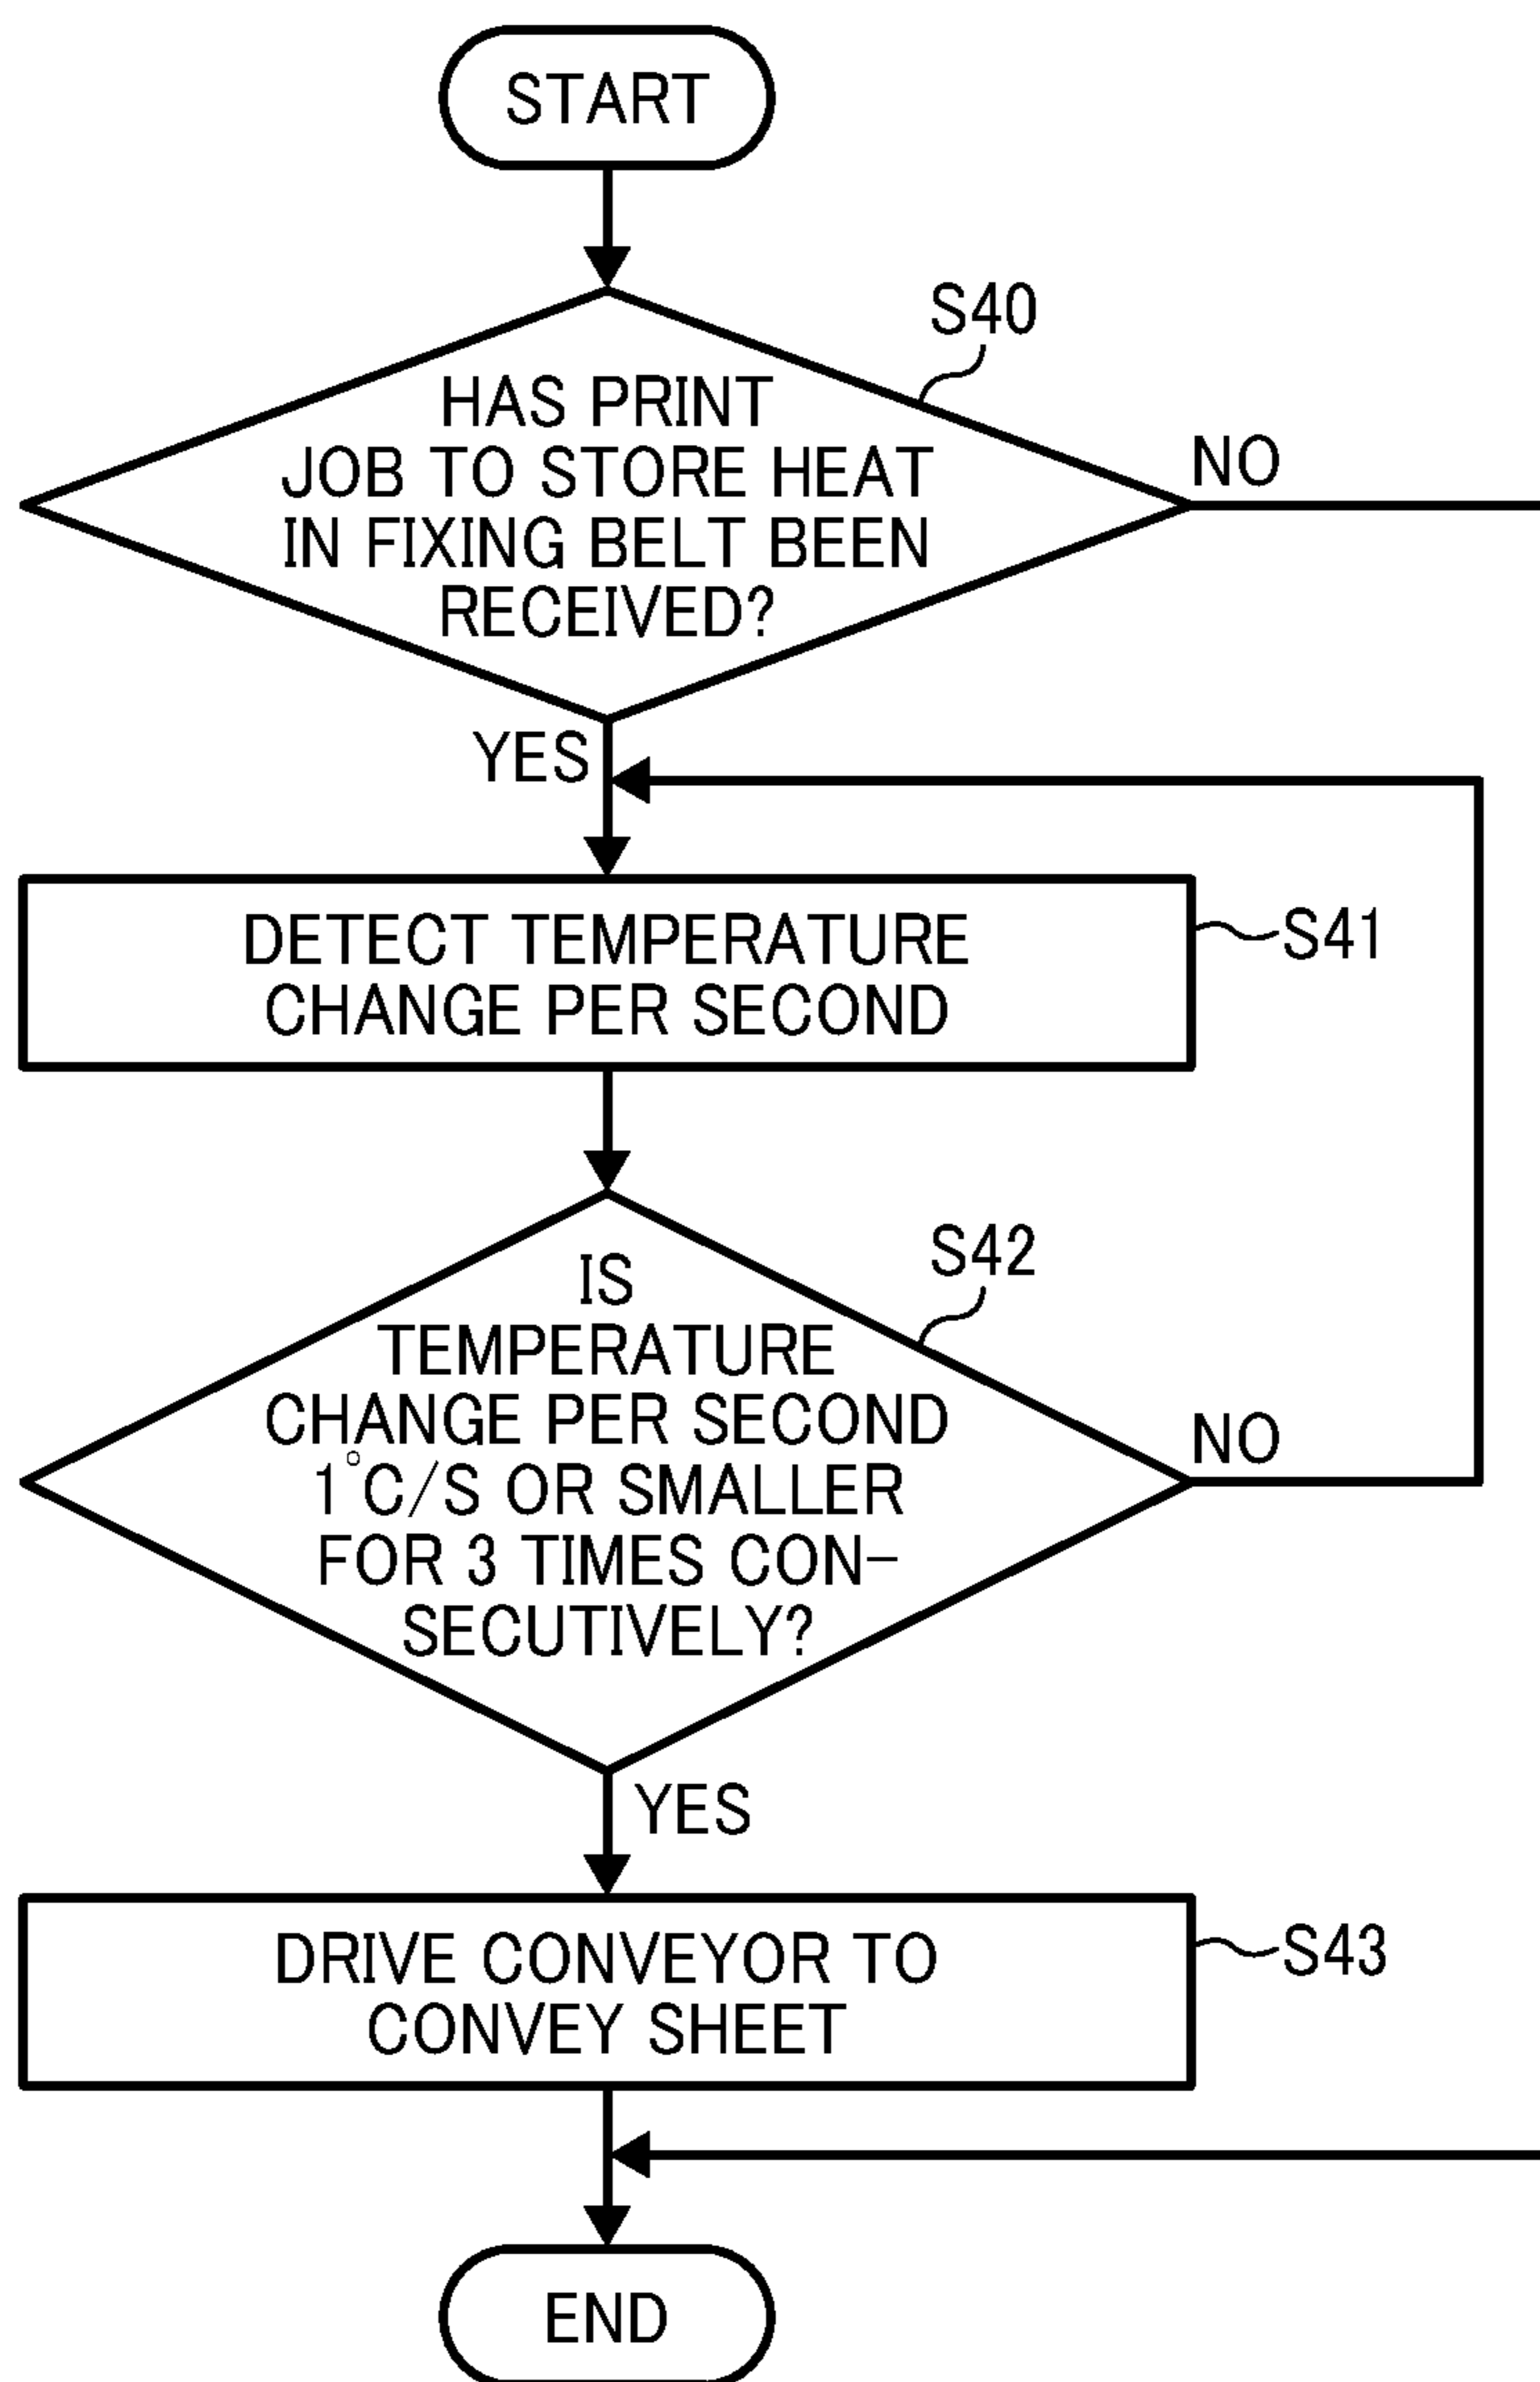 START
S40
HAS PRINT
JOB TO STORE HEAT
IN FIXING BELT BEEN
RECEIVED?
NO
YES
DETECT TEMPERATURE
CHANGE PER SECOND
S41
S42
IS
TEMPERATURE
CHANGE PER SECOND
1°C/S OR SMALLER
FOR 3 TIMES CON-
SECUTIVELY?
NO
YES
DRIVE CONVEYOR TO
CONVEY SHEET
S43
END